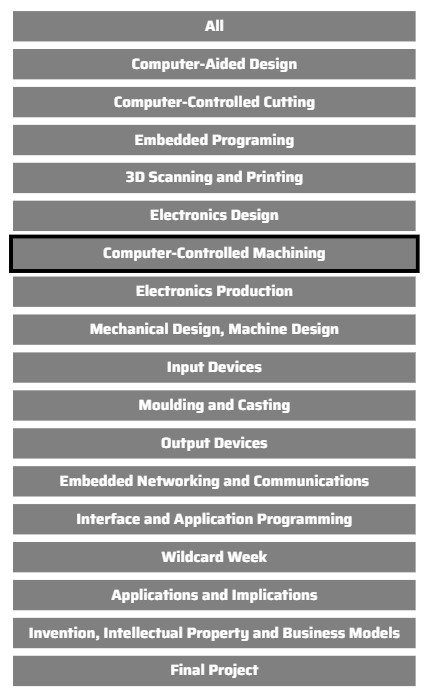 All
Computer-Aided Design
Computer-Controlled Cutting
Embedded Programing
3D Scanning and Printing
Electronics Design
Computer-Controlled Machining
Electronics Production
Mechanical Design, Machine Design
Input Devices
Moulding and Casting
Output Devices
Embedded Networking and Communications
Interface and Application Programming
Wildcard Week
Applications and Implications
Invention, Intellectual Property and Business Models
Final Project